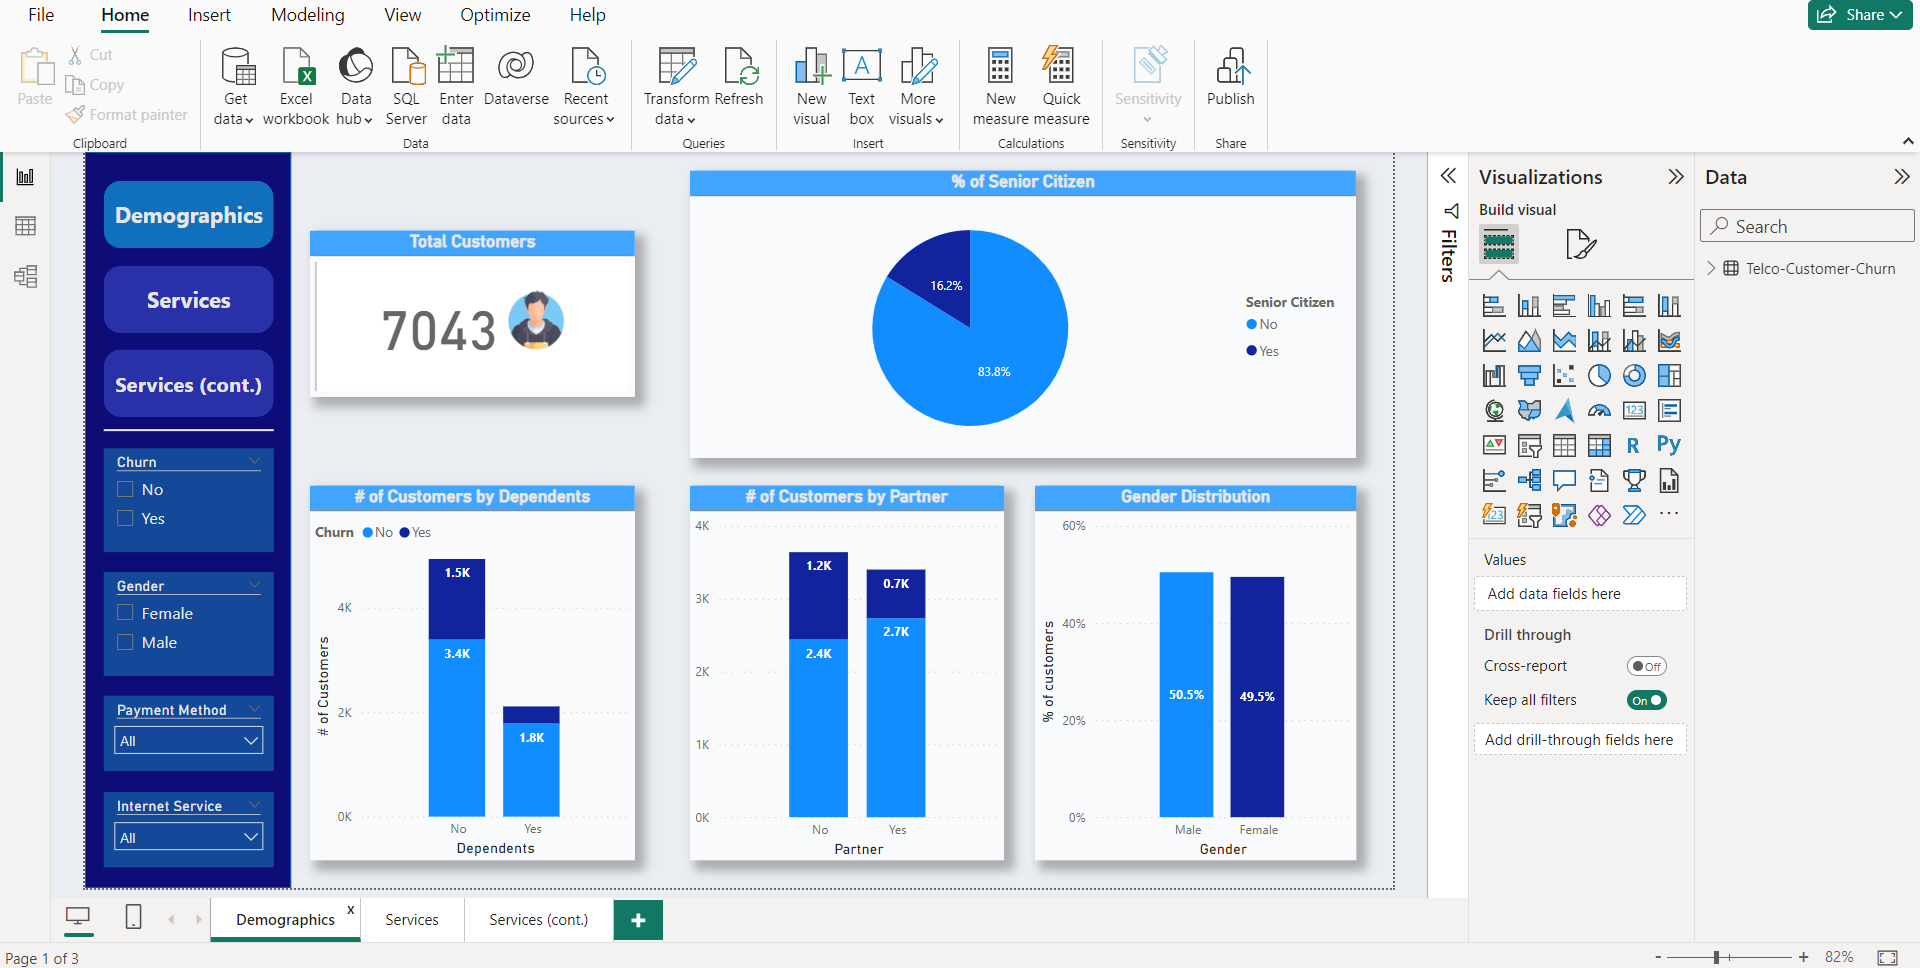 File Home Insert Modeling View Optimize Help
Share
Paste
Cut
Copy
Format painter
Clipboard
Get data
Excel workbook
Data hub
SQL Server
Enter data
Dataverse
Recent sources
Data
Transform data
Refresh
Queries
New visual
Text box
More visuals
Insert
New measure
Quick measure
Calculations
Sensitivity
Sensitivity
Publish
Share
Demographics
Services
Services (cont.)
Churn
No
Yes
Gender
Female
Male
Payment Method
All
Internet Service
All
Total Customers
7043
% of Senior Citizen
16.2%
83.8%
Senior Citizen
No
Yes
# of Customers by Dependents
Churn No Yes
# of Customers
4K
2K
0K
1.5K
3.4K
1.8K
No Yes
Dependents
# of Customers by Partner
4K
3K
2K
1K
0K
1.2K
2.4K
0.7K
2.7K
No Yes
Partner
Gender Distribution
% of customers
60%
40%
20%
0%
50.5%
49.5%
Male Female
Gender
Filters
Visualizations
Build visual
123
R
Py
123
Values
Add data fields here
Drill through
Cross-report Off
Keep all filters On
Add drill-through fields here
Data
Search
Telco-Customer-Churn
Demographics x
Services
Services (cont.)
+
Page 1 of 3
- + 82%